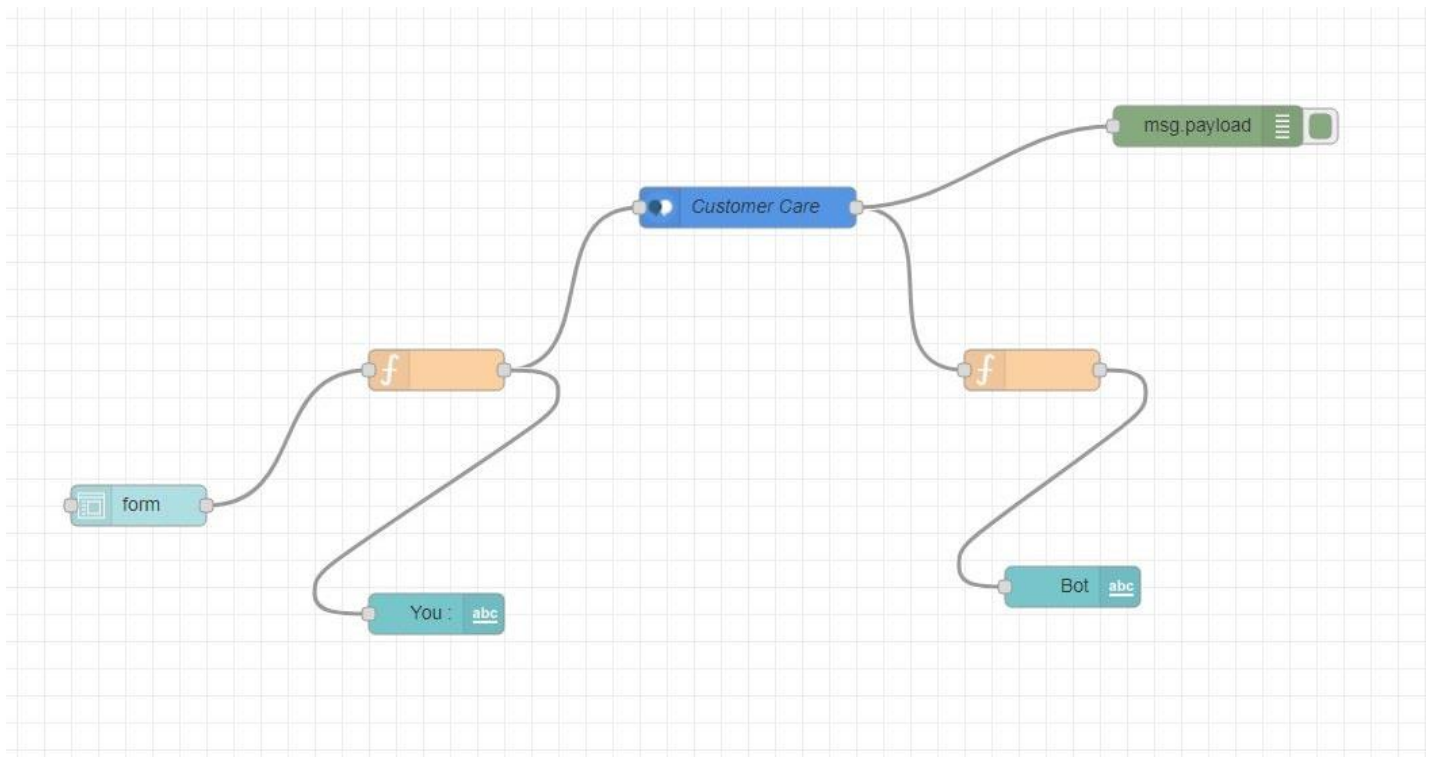 msg.payload
Customer Care
f
f
form
Bot abc
You : abc